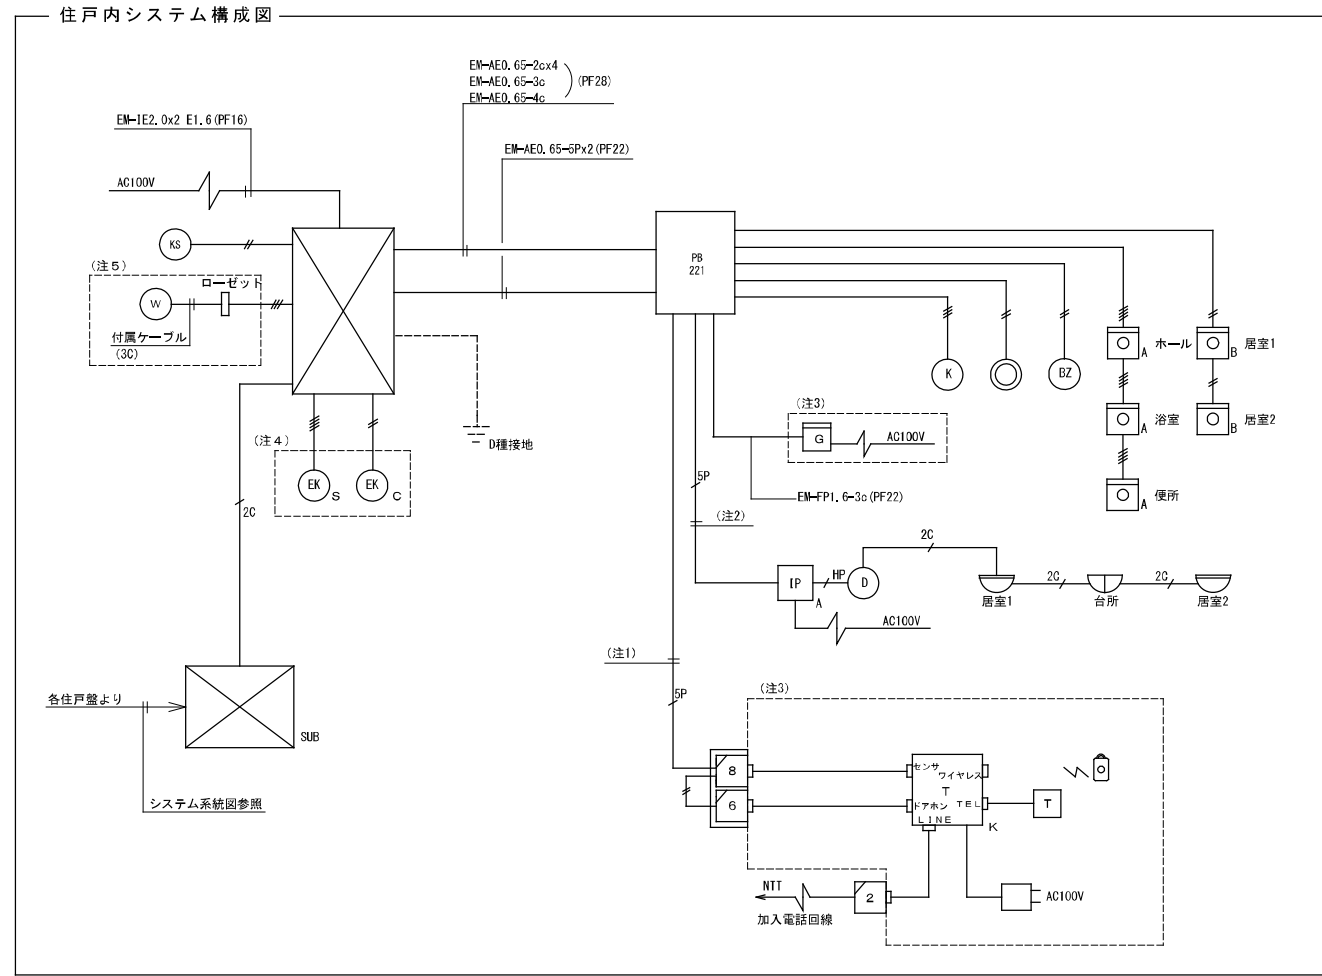 住戸内システム構成図
EM-AE0.65-2cx4
EM-AE0.65-3c
(PF28)
EM-AE0.65-4c
EM-IE2.0x2 E1.6(PF16)
EM-AE0.65-5Px2(PF22)
AC100V
KS
PB
221
(注5)
ローゼット
W
付属ケーブル
(3C)
ホール
A
居室1
B
K
BZ
(注3)
浴室
A
居室2
B
G
AC100V
D種接地
(注4)
EK
S
EK
C
5P
EM-FP1.6-3c(PF22)
便所
A
2C
(注2)
2C
IP
A
HP
D
2C
2C
居室1
台所
居室2
AC100V
(注1)
5P
(注3)
各住戸盤より
SUB
システム系統図参照
8
6
センサ
ワイヤレス
T
ドアホン
TEL
LINE
K
T
NTT
2
加入電話回線
AC100V